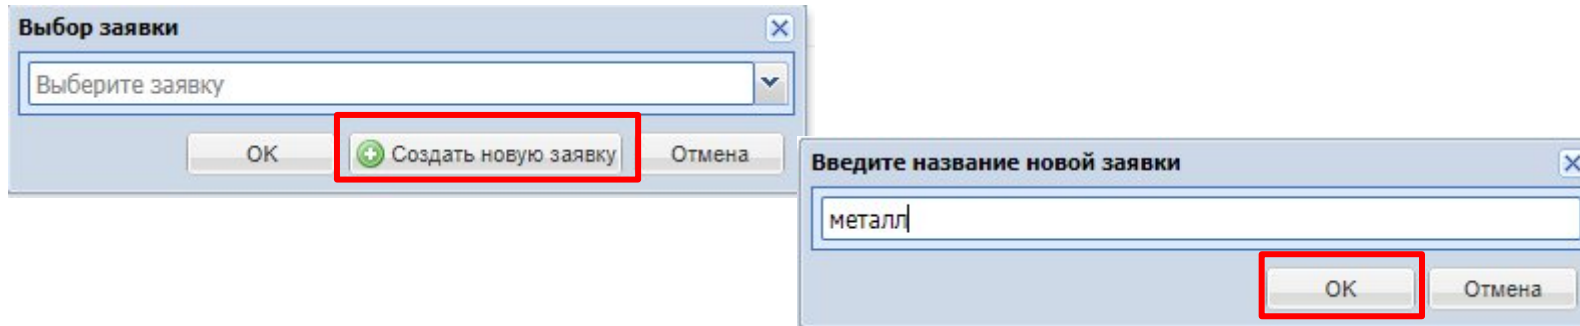 Выбор заявки
Выберите заявку
ОК Создать новую заявку Отмена
Введите название новой заявки
металл
ОК Отмена